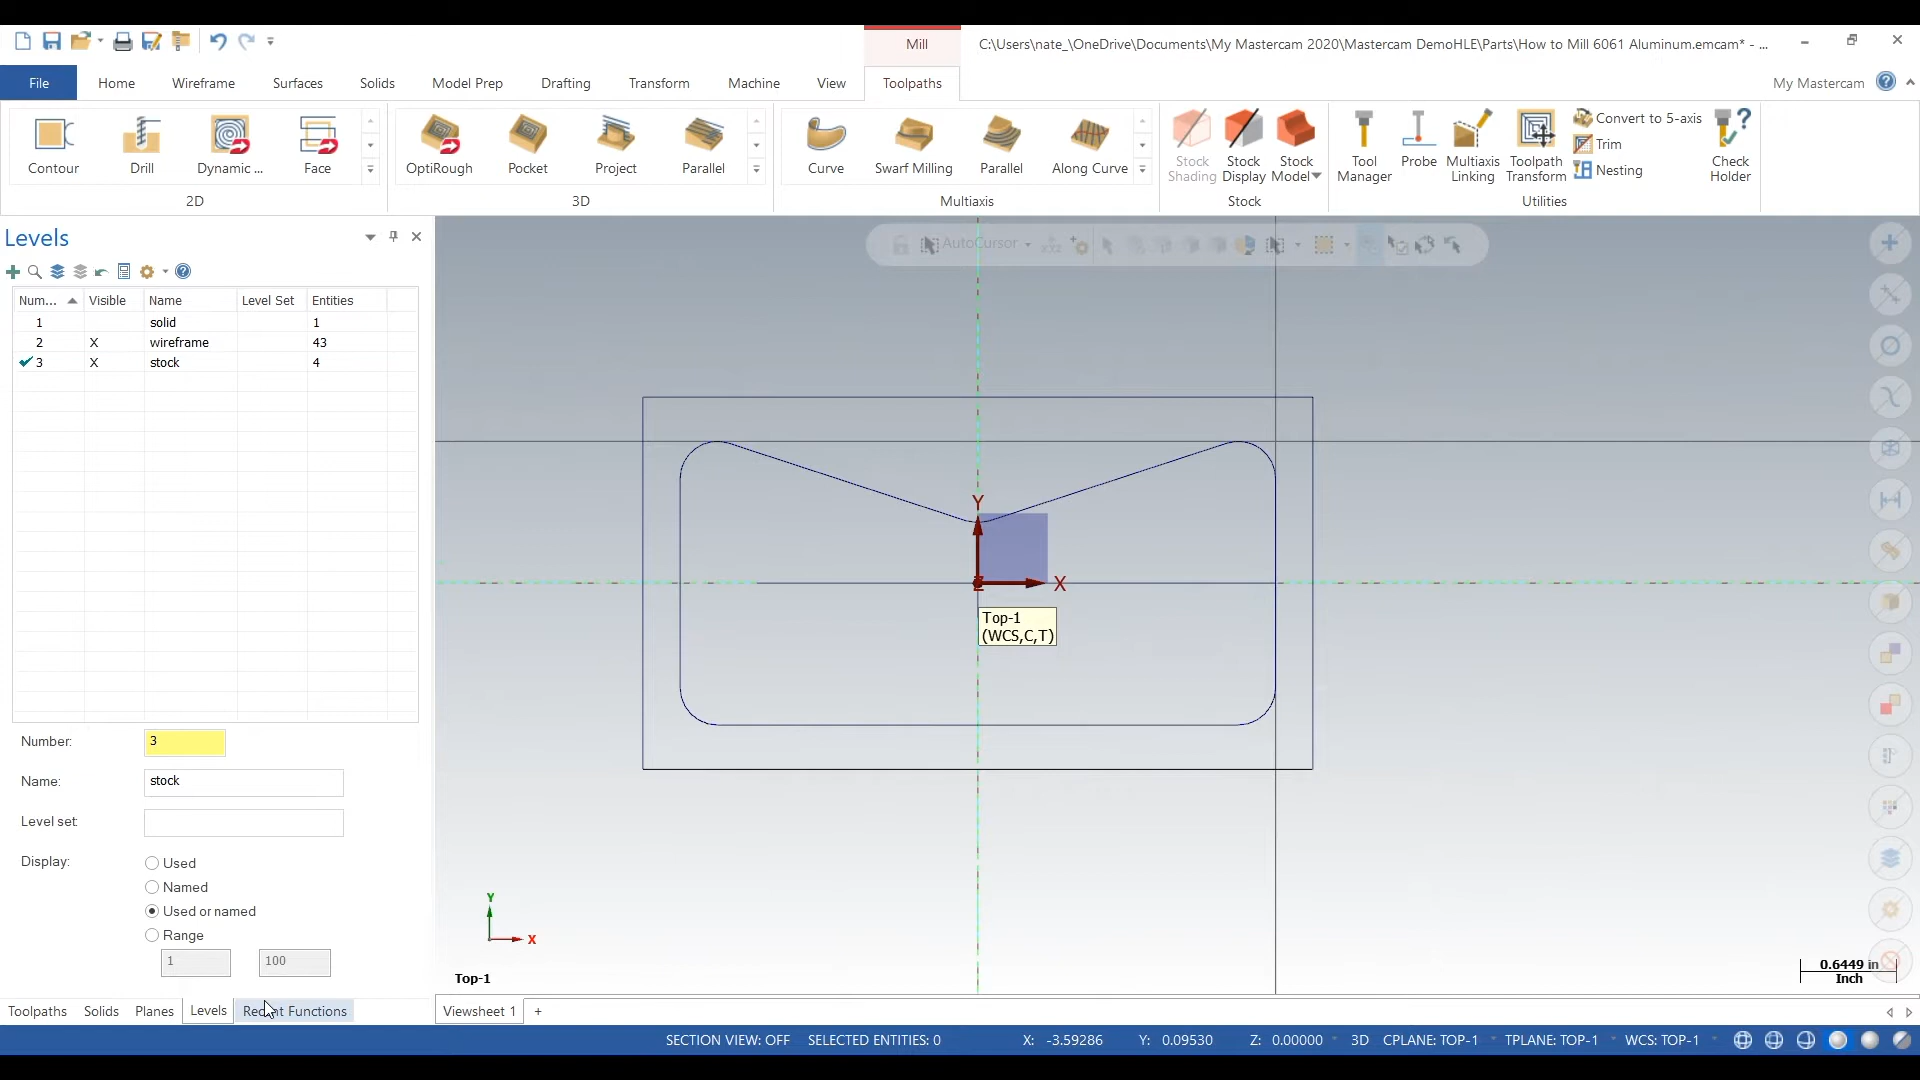 Mill
C:\Users\nate_\OneDrive\Documents\My Mastercam 2020\Mastercam DemoHLE\Parts\How to Mill 6061 Aluminum.emcam* - ...
File Home Wireframe Surfaces Solids Model Prep Drafting Transform Machine View Toolpaths My Mastercam
Contour Drill Dynamic ... Face
OptiRough Pocket Project Parallel
Curve Swarf Milling Parallel Along Curve
Stock Shading
Stock Display
Stock Model
Tool Manager
Probe
Multiaxis Linking
Toolpath Transform
Convert to 5-axis
Trim
Nesting
Check Holder
2D 3D Multiaxis Stock Utilities
Levels
AutoCursor
Num... Visible Name Level Set Entities
1 solid 1
2 X wireframe 43
3 X stock 4
Number: 3
Name: stock
Level set:
Display: Used
Named
Used or named
Range
1 100
Y
Z X
Top-1
(WCS,C,T)
Y
X
Top-1
0.6449 in
Inch
Toolpaths Solids Planes Levels Recent Functions
Viewsheet 1 +
SECTION VIEW: OFF SELECTED ENTITIES: 0 X: -3.59286 Y: 0.09530 Z: 0.00000 3D CPLANE: TOP-1 TPLANE: TOP-1 WCS: TOP-1